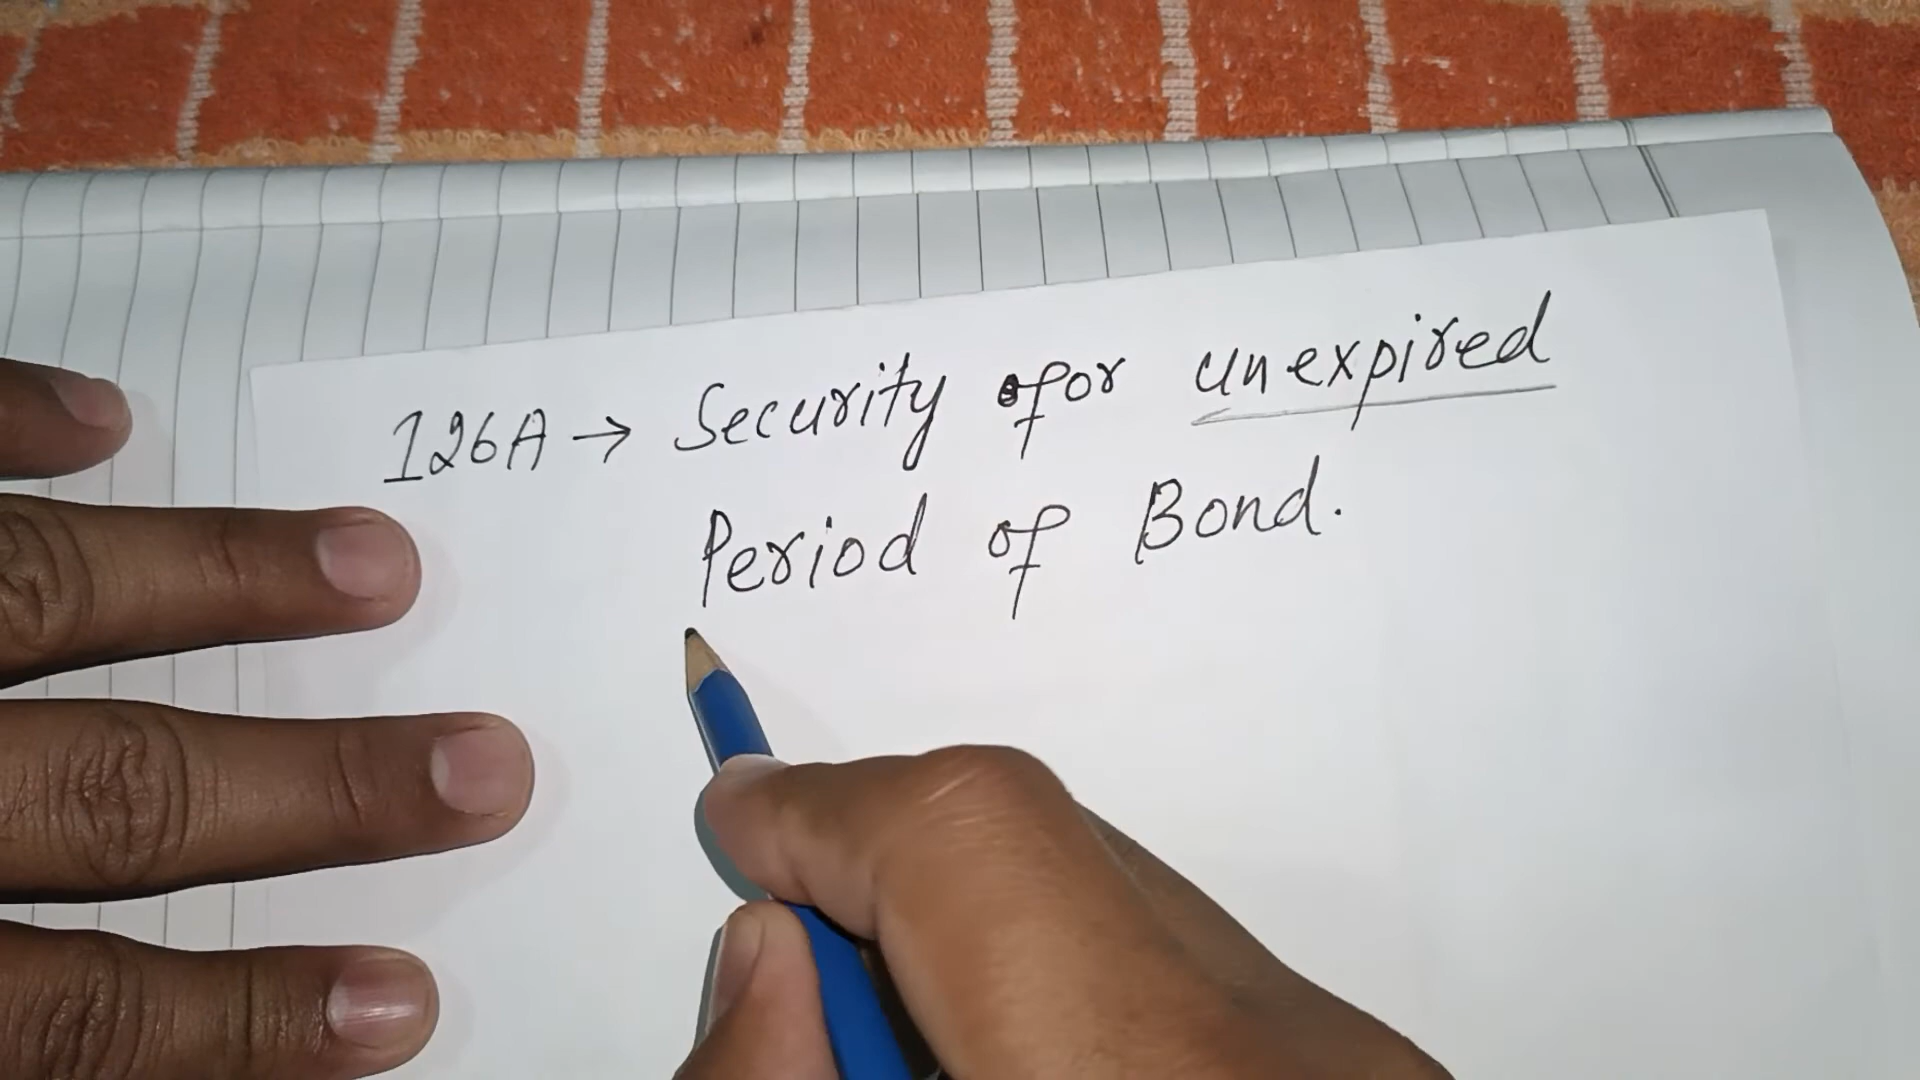 126A → Security for unexpired
Period of Bond.